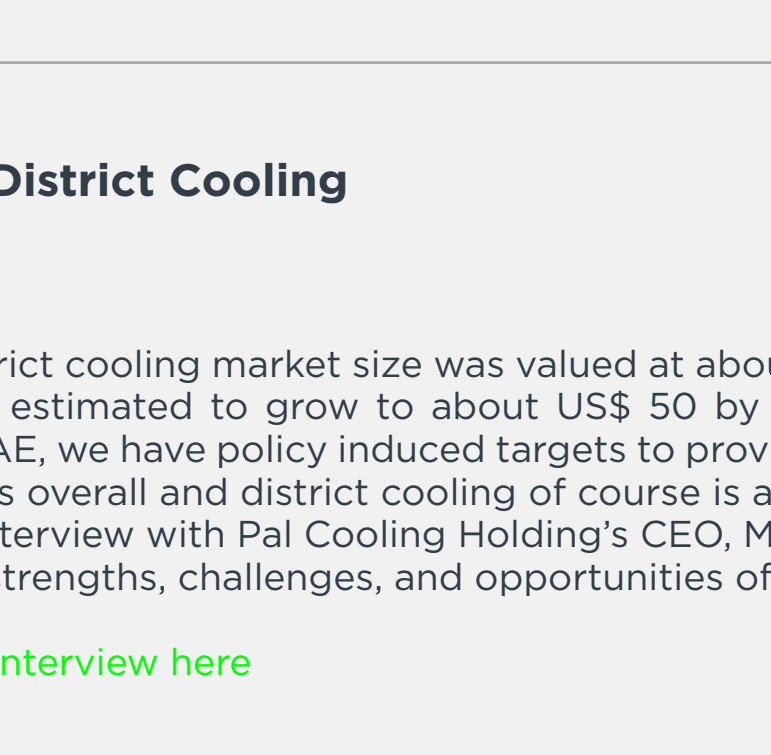 District Cooling
rict cooling market size was valued at abou
estimated to grow to about US$ 50 by
AE, we have policy induced targets to prov
s overall and district cooling of course is a
terview with Pal Cooling Holding’s CEO, M
strengths, challenges, and opportunities of
nterview here